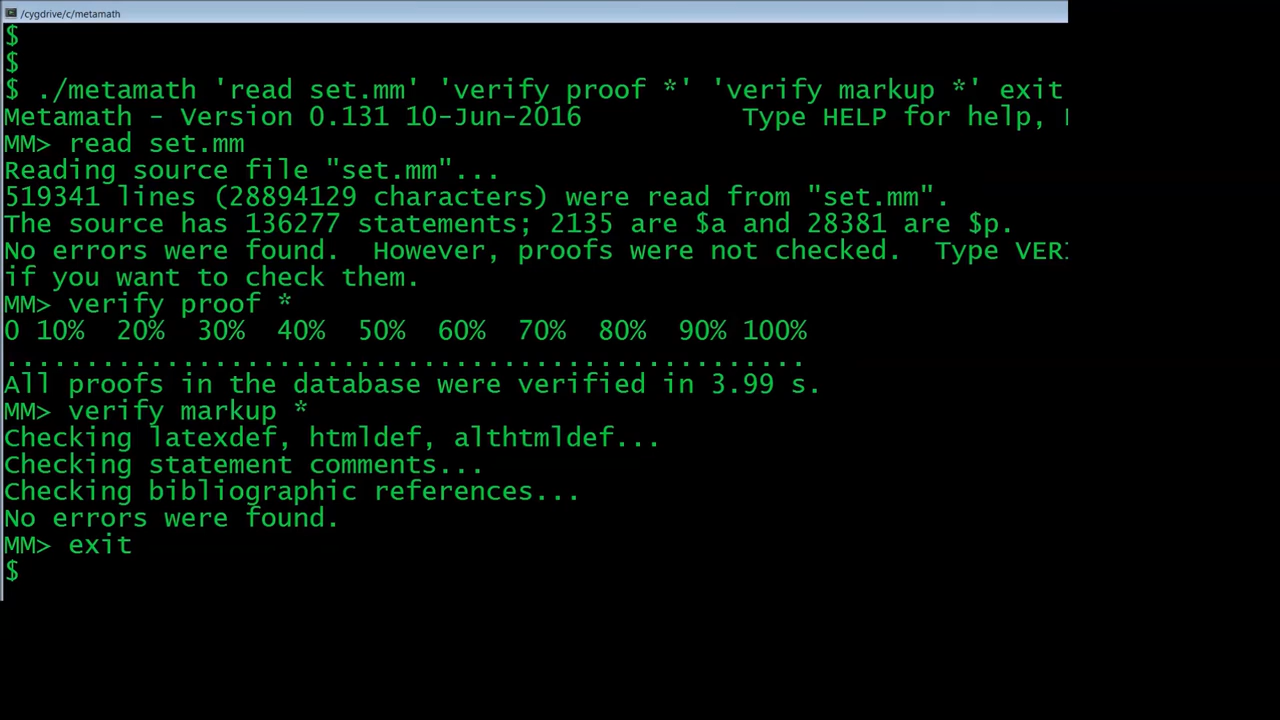 /cygdrive/c/metamath
$
$
$ ./metamath 'read set.mm' 'verify proof *' 'verify markup *' exit
Metamath - Version 0.131 10-Jun-2016          Type HELP for help,
MM> read set.mm
Reading source file "set.mm"...
519341 lines (28894129 characters) were read from "set.mm".
The source has 136277 statements; 2135 are $a and 28381 are $p.
No errors were found.  However, proofs were not checked.  Type VERI
if you want to check them.
MM> verify proof *
0 10%  20%  30%  40%  50%  60%  70%  80%  90% 100%
..................................................
All proofs in the database were verified in 3.99 s.
MM> verify markup *
Checking latexdef, htmldef, althtmldef...
Checking statement comments...
Checking bibliographic references...
No errors were found.
MM> exit
$